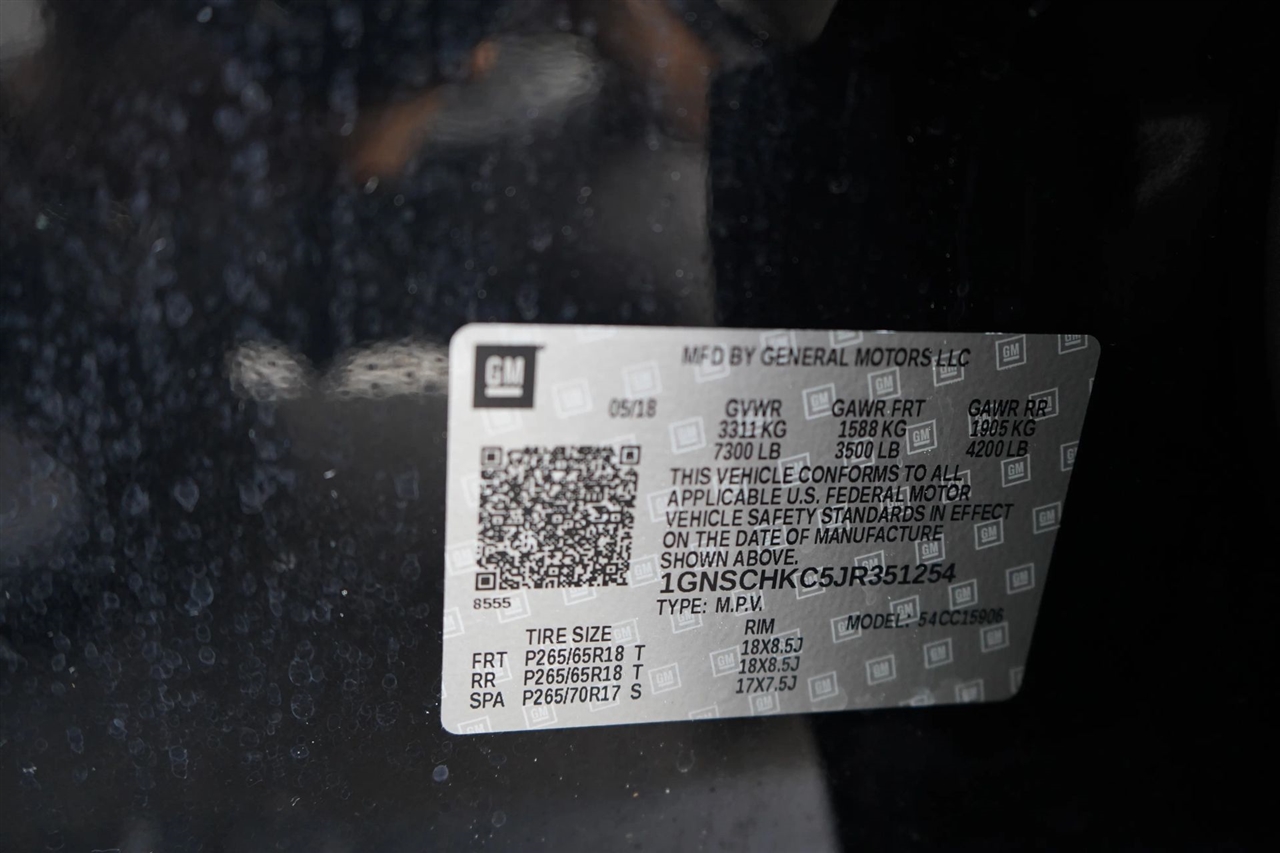 GM
MFD BY GENERAL MOTORS LLC
05/18 GVWR GAWR FRT GAWR RR
3311 KG 1588 KG 1905 KG
7300 LB 3500 LB 4200 LB
THIS VEHICLE CONFORMS TO ALL
APPLICABLE U.S. FEDERAL MOTOR
VEHICLE SAFETY STANDARDS IN EFFECT
ON THE DATE OF MANUFACTURE
SHOWN ABOVE.
1GNSCHKC5JR351254
8555
TYPE: M.P.V.
MODEL: 54CC15906
TIRE SIZE RIM
FRT P265/65R18 T 18X8.5J
RR P265/65R18 T 18X8.5J
SPA P265/70R17 S 17X7.5J